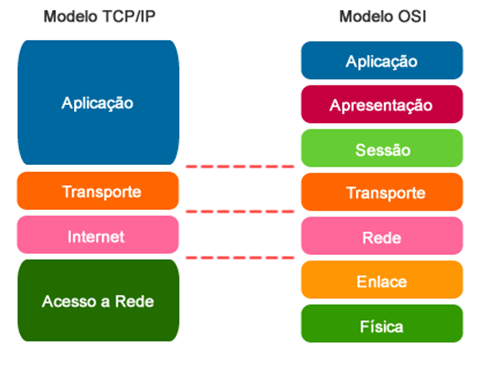 Modelo TCP/IP
Aplicação
Transporte
Internet
Acesso a Rede
Modelo OSI
Aplicação
Apresentação
Sessão
Transporte
Rede
Enlace
Física